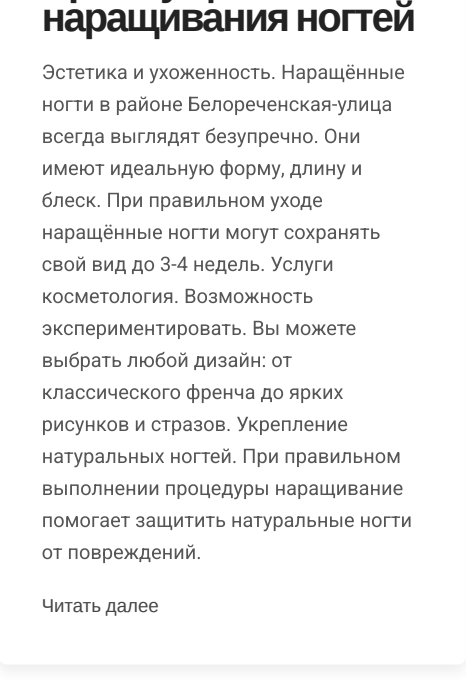 наращивания ногтей
Эстетика и ухоженность. Наращённые
ногти в районе Белореченская-улица
всегда выглядят безупречно. Они
имеют идеальную форму, длину и
блеск. При правильном уходе
наращённые ногти могут сохранять
свой вид до 3-4 недель. Услуги
косметология. Возможность
экспериментировать. Вы можете
выбрать любой дизайн: от
классического френча до ярких
рисунков и стразов. Укрепление
натуральных ногтей. При правильном
выполнении процедуры наращивание
помогает защитить натуральные ногти
от повреждений.
Читать далее